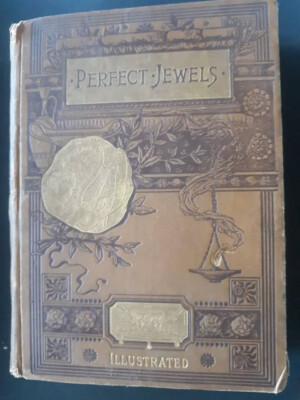 · PERFECT · JEWELS ·
ILLUSTRATED